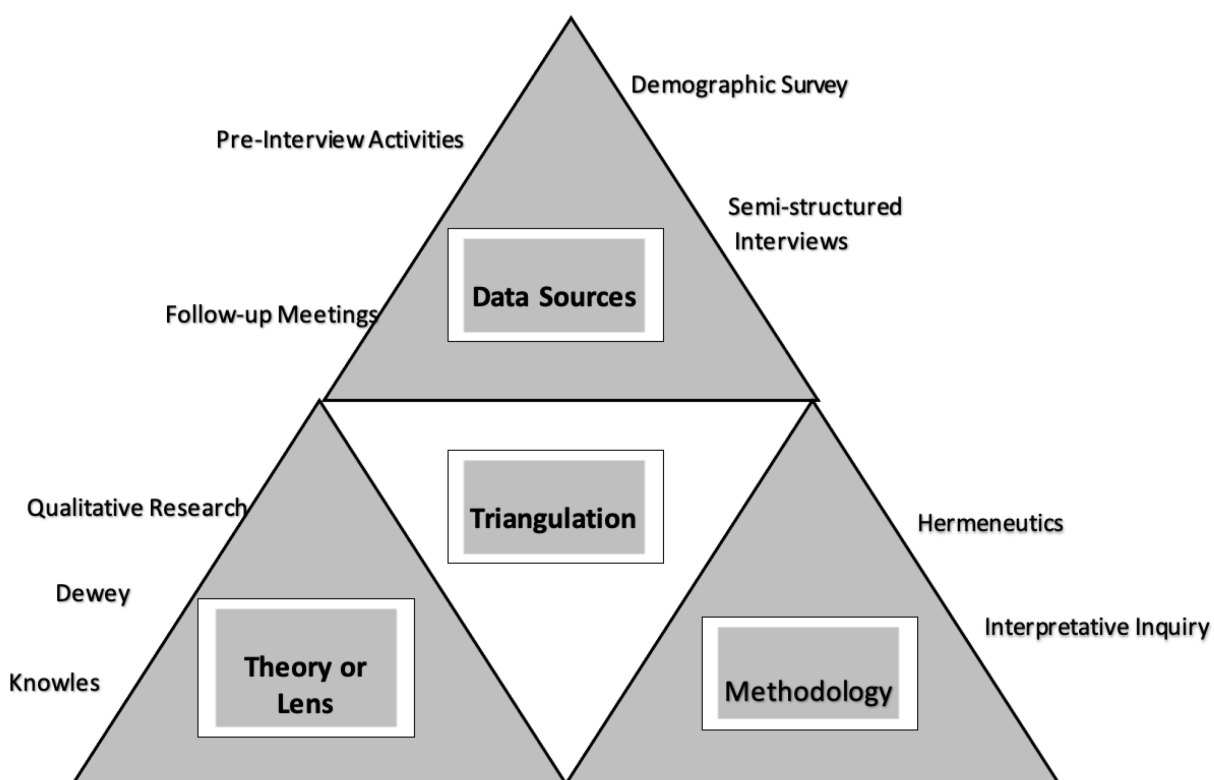 Demographic Survey
Pre-Interview Activities
Semi-structured
Interviews
Data Sources
Follow-up Meetings
Qualitative Research
Triangulation
Hermeneutics
Dewey
Interpretative Inquiry
Theory or
Lens
Knowles
Methodology